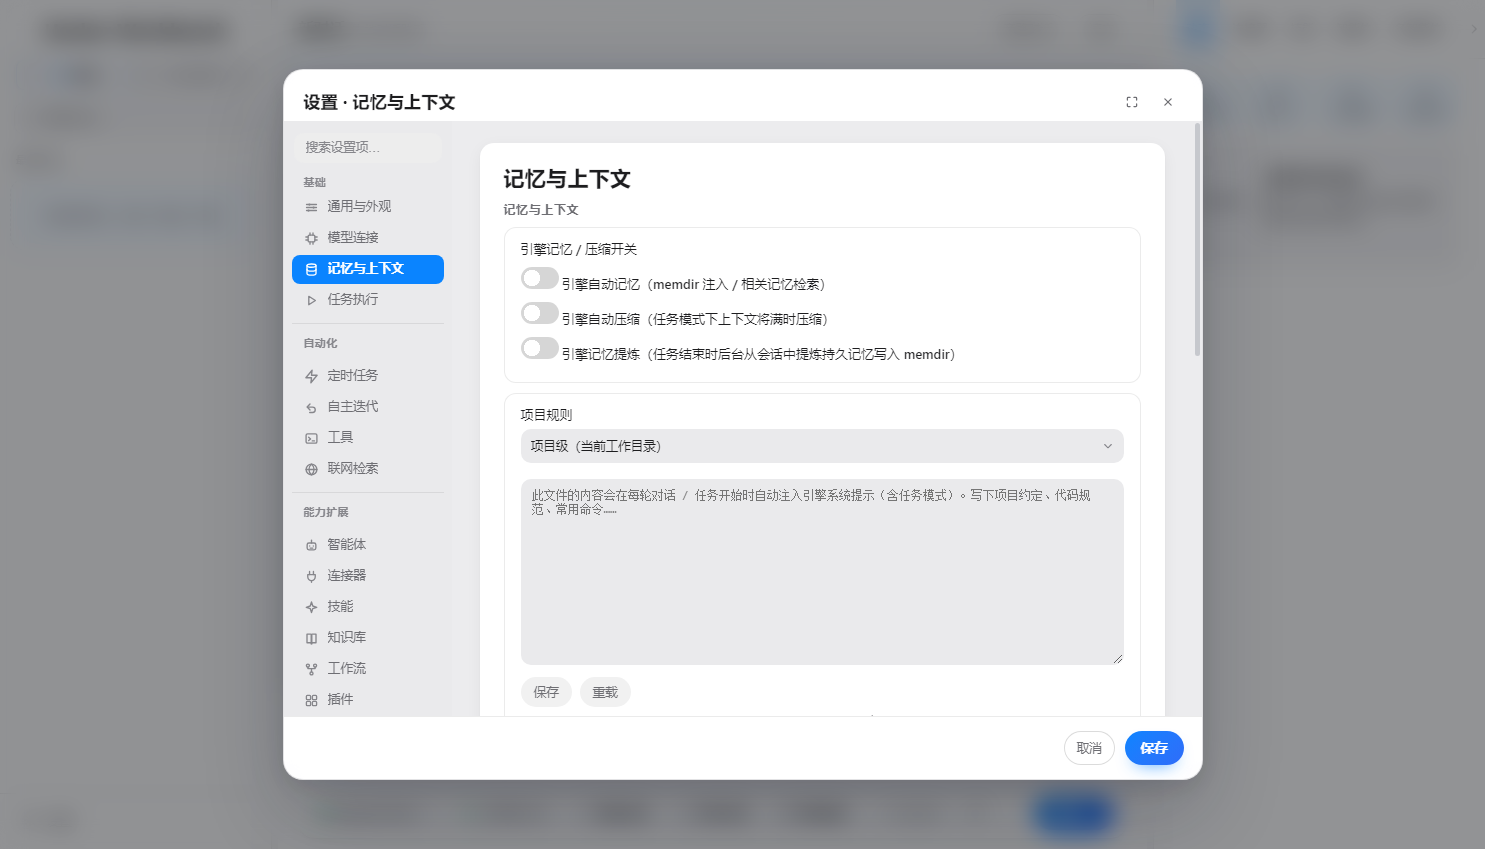 设置 · 记忆与上下文
搜索设置项...
基础
通用与外观
模型连接
记忆与上下文
任务执行
自动化
定时任务
自主迭代
工具
联网检索
能力扩展
智能体
连接器
技能
知识库
工作流
插件
记忆与上下文
记忆与上下文
引擎记忆 / 压缩开关
引擎自动记忆（memdir 注入 / 相关记忆检索）
引擎自动压缩（任务模式下上下文将满时压缩）
引擎记忆提炼（任务结束时后台从会话中提炼持久记忆写入 memdir）
项目规则
项目级（当前工作目录）
此文件的内容会在每轮对话 / 任务开始时自动注入引擎系统提示（含任务模式）。写下项目约定、代码规
范、常用命令……
保存
重载
取消
保存